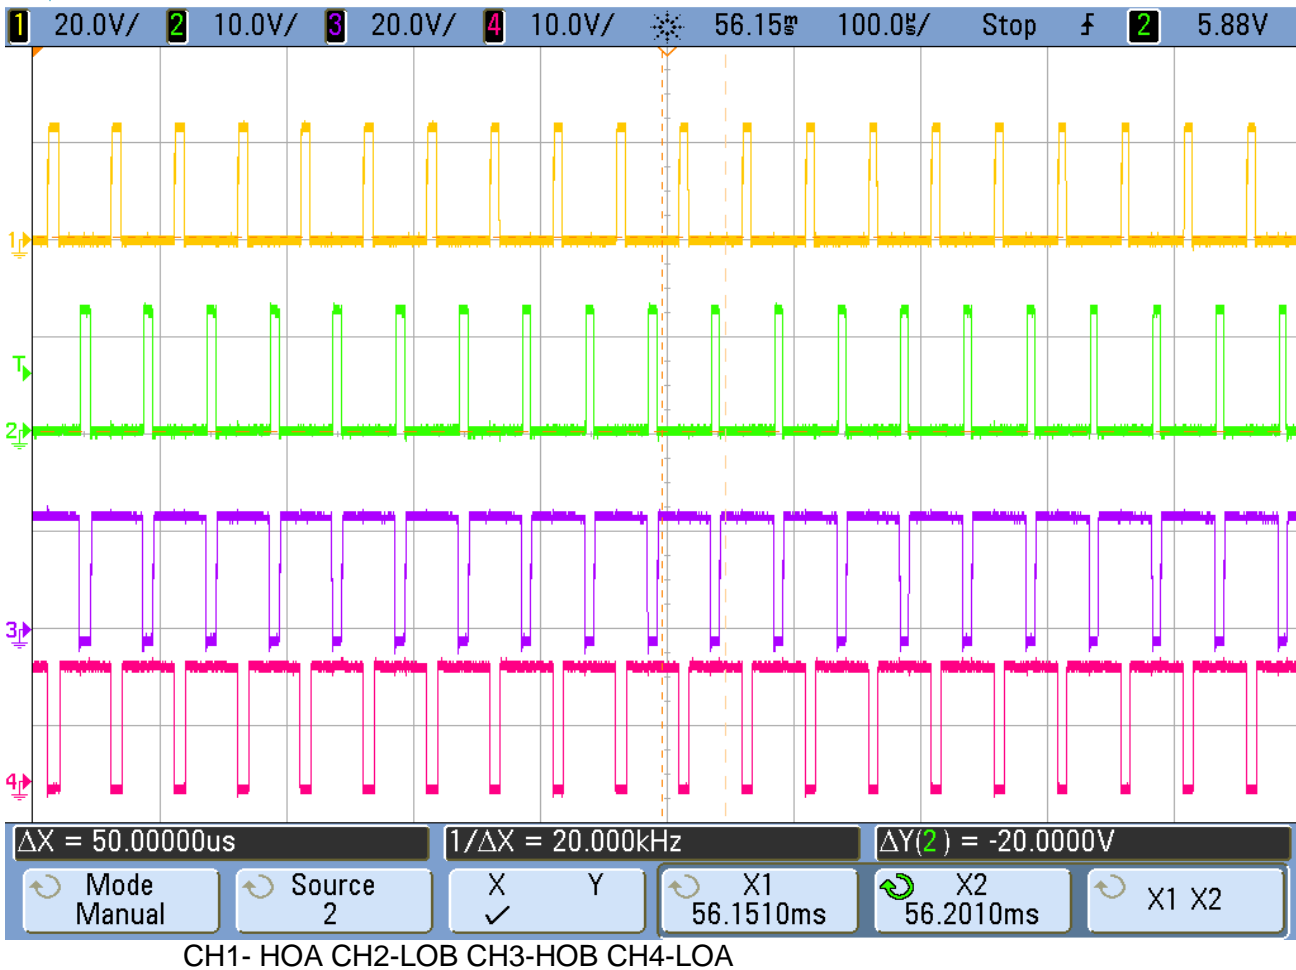 1 20.0V/ 2 10.0V/ 3 20.0V/ 4 10.0V/ 56.15ms 100.0us/ Stop 2 5.88V
1
T
2
3
4
ΔX = 50.00000us 1/ΔX = 20.000kHz ΔY(2) = -20.0000V
Mode Source X Y X1 X2 X1 X2
Manual 2 ✓ 56.1510ms 56.2010ms
CH1- HOA CH2-LOB CH3-HOB CH4-LOA